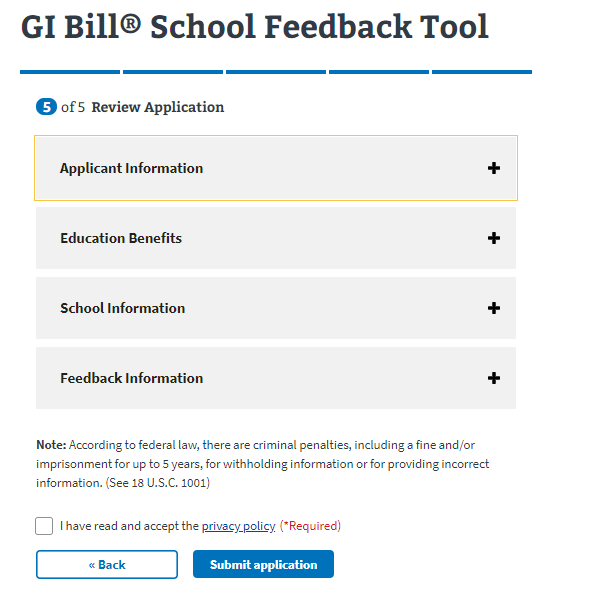 GI Bill® School Feedback Tool
5 of 5 Review Application
Applicant Information
Education Benefits
School Information
Feedback Information
Note: According to federal law, there are criminal penalties, including a fine and/or
imprisonment for up to 5 years, for withholding information or for providing incorrect
information. (See 18 U.S.C. 1001)
I have read and accept the privacy policy (*Required)
« Back
Submit application